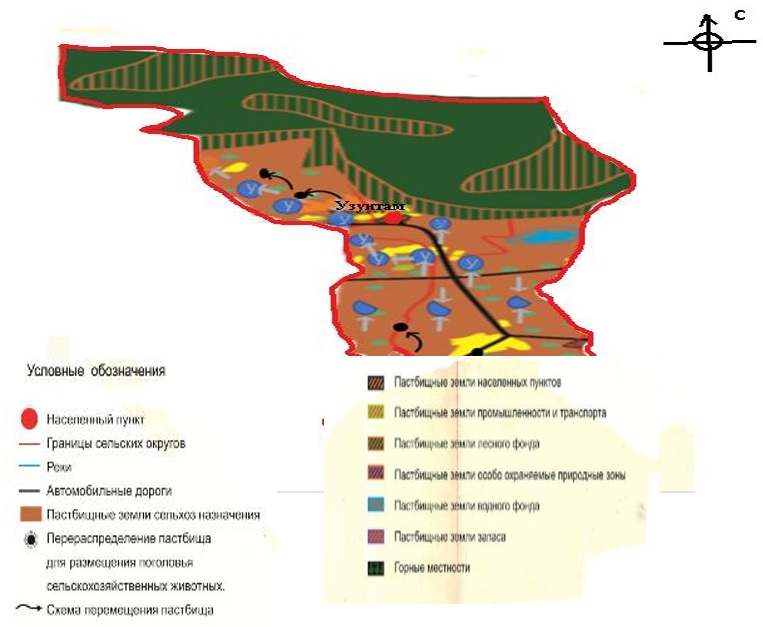 С
Узунтам
У
У
У
У
У
У
У
У
Условные обозначения
Населенный пункт
Границы сельских округов
Реки
Автомобильные дороги
Пастбищные земли сельхоз назначения
Перераспределение пастбища
для размещения поголовья
сельскохозяйственных животных.
Схема перемещения пастбища
Пастбищные земли населенных пунктов
Пастбищные земли промышленности и транспорта
Пастбищные земли лесного фонда
Пастбищные земли особо охраняемые природные зоны
Пастбищные земли водного фонда
Пастбищные земли запаса
Горные местности